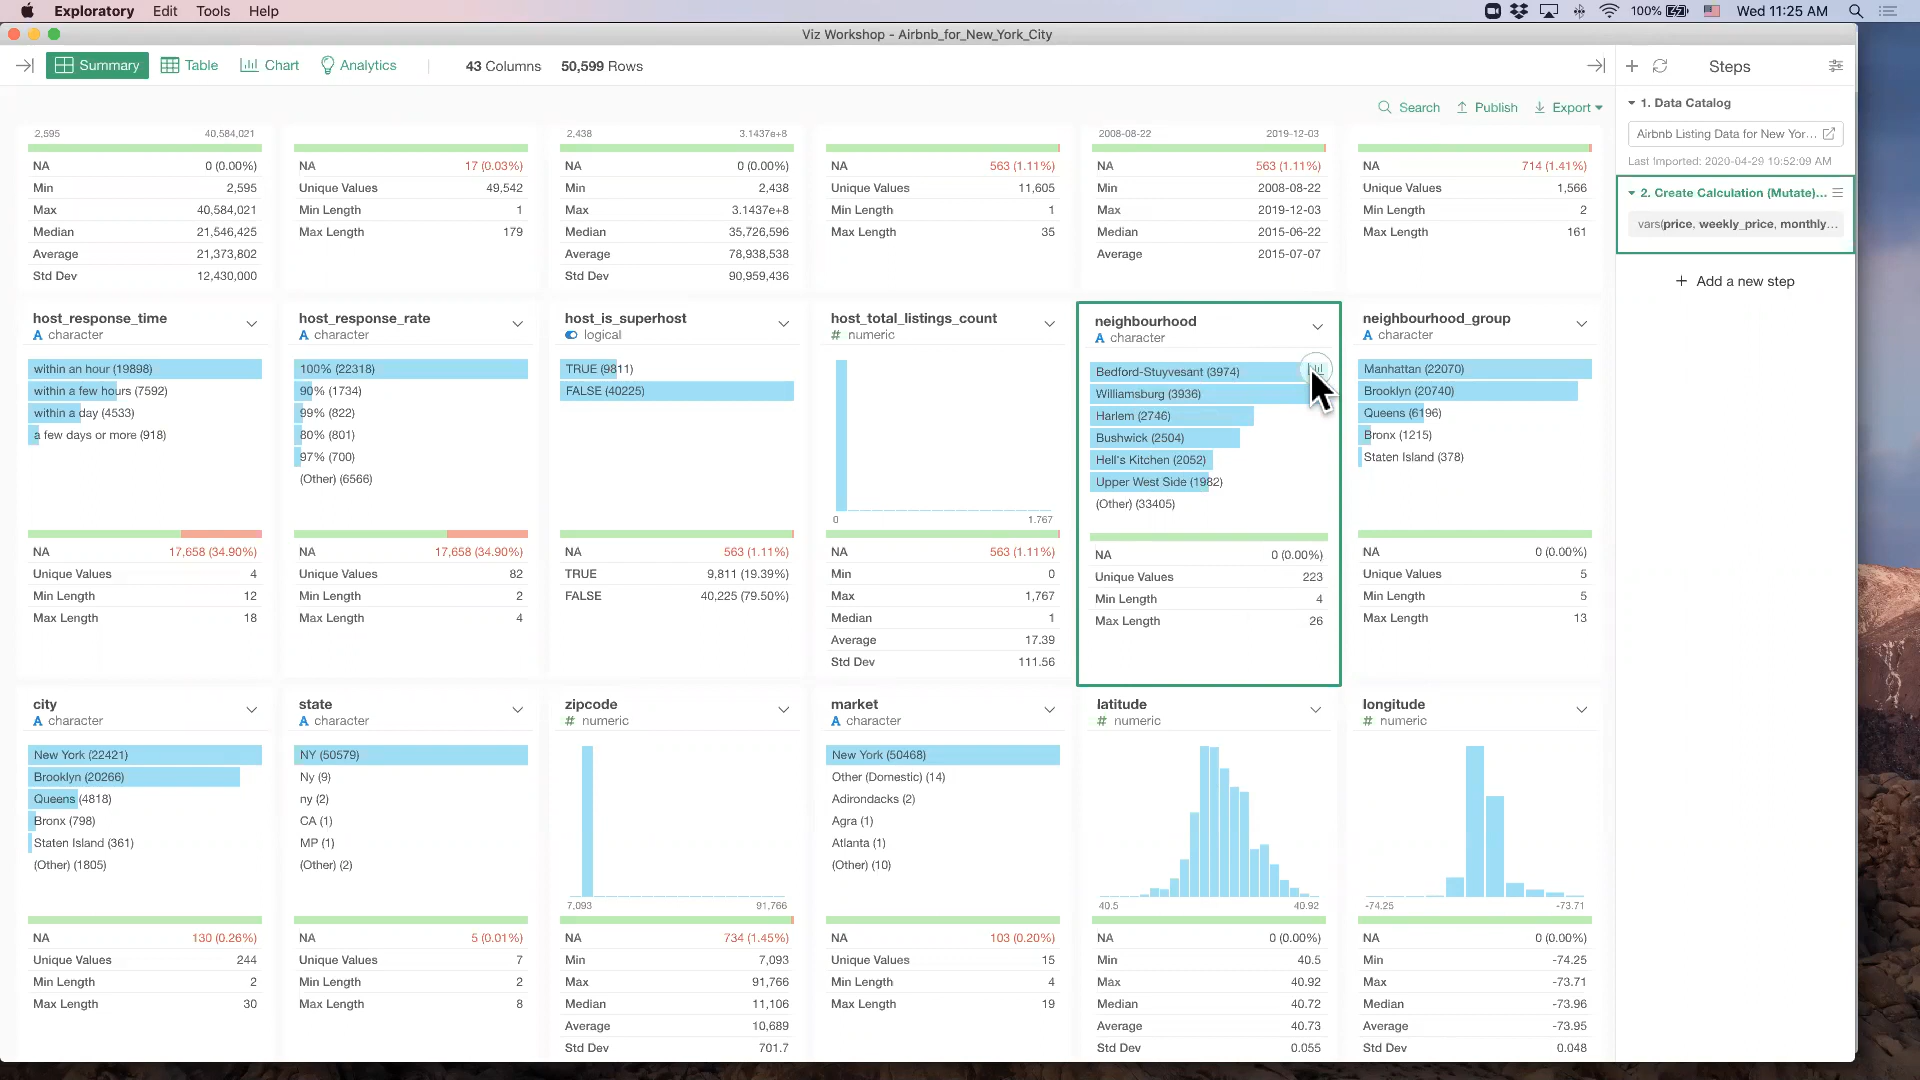 Exploratory Edit Tools Help
100% Wed 11:25 AM
Viz Workshop - Airbnb_for_New_York_City
Summary Table Chart Analytics 43 Columns 50,599 Rows
Steps
Search Publish Export
1. Data Catalog
Airbnb Listing Data for New Yor...
Last Imported: 2020-04-29 10:52:09 AM
2. Create Calculation (Mutate)...
vars(price, weekly_price, monthly...
+ Add a new step
2,595 40,584,021
NA 0 (0.00%)
Min 2,595
Max 40,584,021
Median 21,546,425
Average 21,373,802
Std Dev 12,430,000
NA 17 (0.03%)
Unique Values 49,542
Min Length 1
Max Length 179
2,438 3.1437e+8
NA 0 (0.00%)
Min 2,438
Max 3.1437e+8
Median 35,726,596
Average 78,938,538
Std Dev 90,959,436
NA 563 (1.11%)
Unique Values 11,605
Min Length 1
Max Length 35
2008-08-22 2019-12-03
NA 563 (1.11%)
Min 2008-08-22
Max 2019-12-03
Median 2015-06-22
Average 2015-07-07
NA 714 (1.41%)
Unique Values 1,566
Min Length 2
Max Length 161
host_response_time
A character
within an hour (19898)
within a few hours (7592)
within a day (4533)
a few days or more (918)
NA 17,658 (34.90%)
Unique Values 4
Min Length 12
Max Length 18
host_response_rate
A character
100% (22318)
90% (1734)
99% (822)
80% (801)
97% (700)
(Other) (6566)
NA 17,658 (34.90%)
Unique Values 82
Min Length 2
Max Length 4
host_is_superhost
logical
TRUE (9811)
FALSE (40225)
NA 563 (1.11%)
TRUE 9,811 (19.39%)
FALSE 40,225 (79.50%)
host_total_listings_count
# numeric
0 1,767
NA 563 (1.11%)
Min 0
Max 1,767
Median 1
Average 17.39
Std Dev 111.56
neighbourhood
A character
Bedford-Stuyvesant (3974)
Williamsburg (3936)
Harlem (2746)
Bushwick (2504)
Hell's Kitchen (2052)
Upper West Side (1982)
(Other) (33405)
NA 0 (0.00%)
Unique Values 223
Min Length 4
Max Length 26
neighbourhood_group
A character
Manhattan (22070)
Brooklyn (20740)
Queens (6196)
Bronx (1215)
Staten Island (378)
NA 0 (0.00%)
Unique Values 5
Min Length 5
Max Length 13
city
A character
New York (22421)
Brooklyn (20266)
Queens (4818)
Bronx (798)
Staten Island (361)
(Other) (1805)
NA 130 (0.26%)
Unique Values 244
Min Length 2
Max Length 30
state
A character
NY (50579)
Ny (9)
ny (2)
CA (1)
MP (1)
(Other) (2)
NA 5 (0.01%)
Unique Values 7
Min Length 2
Max Length 8
zipcode
# numeric
7,093 91,766
NA 734 (1.45%)
Min 7,093
Max 91,766
Median 11,106
Average 10,689
Std Dev 701.7
market
A character
New York (50468)
Other (Domestic) (14)
Adirondacks (2)
Agra (1)
Atlanta (1)
(Other) (10)
NA 103 (0.20%)
Unique Values 15
Min Length 4
Max Length 19
latitude
# numeric
40.5 40.92
NA 0 (0.00%)
Min 40.5
Max 40.92
Median 40.72
Average 40.73
Std Dev 0.055
longitude
# numeric
-74.25 -73.71
NA 0 (0.00%)
Min -74.25
Max -73.71
Median -73.96
Average -73.95
Std Dev 0.048